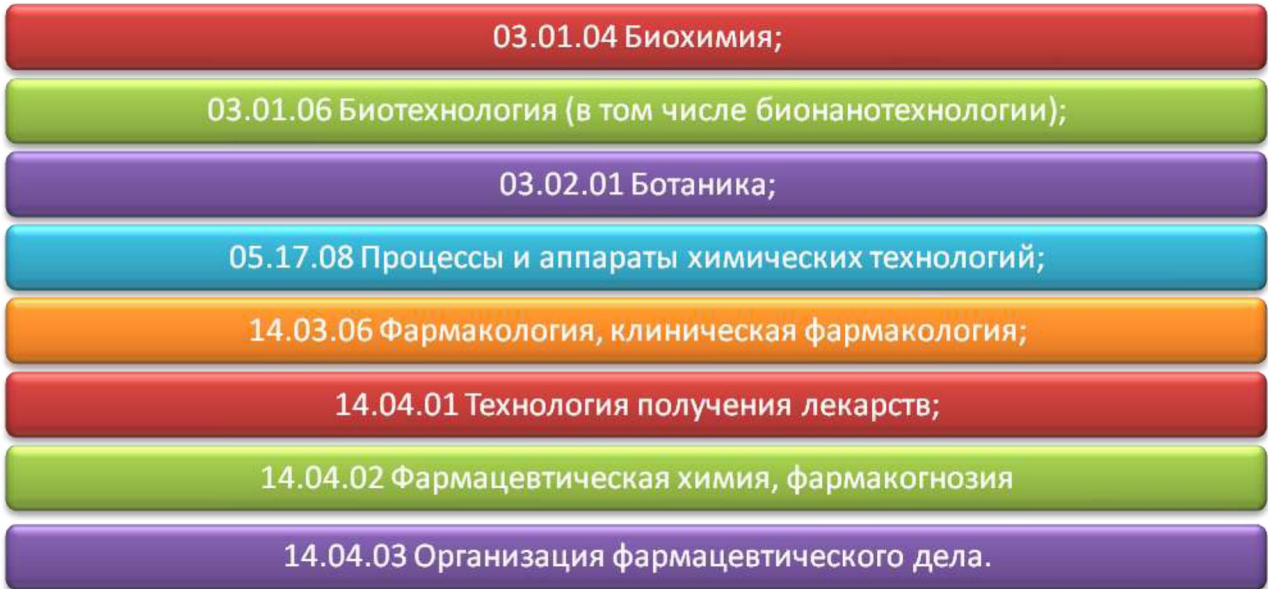 03.01.04 Биохимия;
03.01.06 Биотехнология (в том числе бионанотехнологии);
03.02.01 Ботаника;
05.17.08 Процессы и аппараты химических технологий;
14.03.06 Фармакология, клиническая фармакология;
14.04.01 Технология получения лекарств;
14.04.02 Фармацевтическая химия, фармакогнозия
14.04.03 Организация фармацевтического дела.